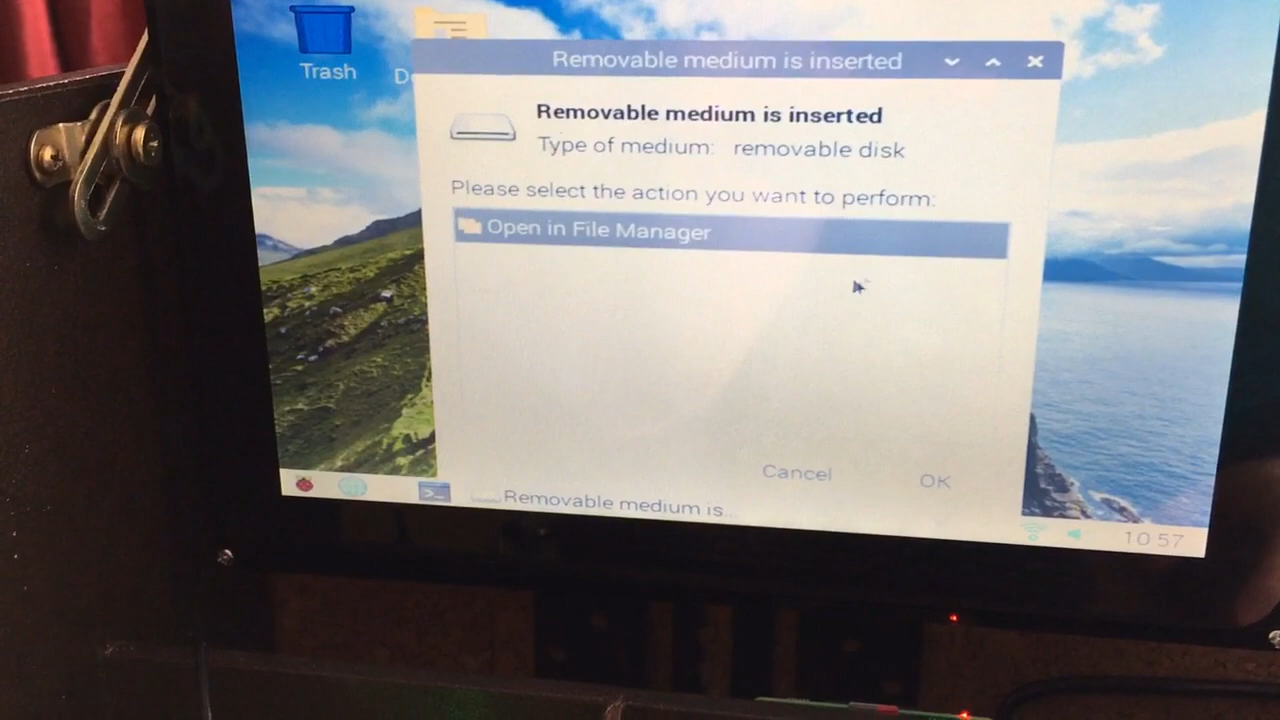 Trash
Removable medium is inserted
Removable medium is inserted
Type of medium: removable disk
Please select the action you want to perform:
Open in File Manager
Cancel
OK
Removable medium is...
10:57